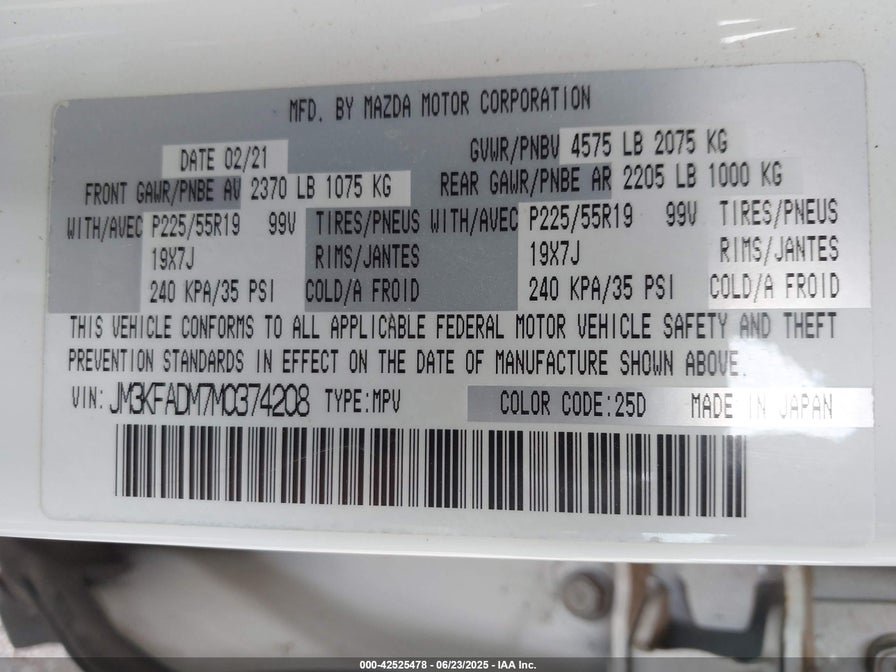 MFD. BY MAZDA MOTOR CORPORATION
DATE 02/21 GVWR/PNBV 4575 LB 2075 KG
FRONT GAWR/PNBE AV 2370 LB 1075 KG REAR GAWR/PNBE AR 2205 LB 1000 KG
WITH/AVEC P225/55R19 99V TIRES/PNEUS WITH/AVEC P225/55R19 99V TIRES/PNEUS
19X7J RIMS/JANTES 19X7J RIMS/JANTES
240 KPA/35 PSI COLD/A FROID 240 KPA/35 PSI COLD/A FROID
THIS VEHICLE CONFORMS TO ALL APPLICABLE FEDERAL MOTOR VEHICLE SAFETY AND THEFT
PREVENTION STANDARDS IN EFFECT ON THE DATE OF MANUFACTURE SHOWN ABOVE.
VIN: JM3KFADM7M0374208 TYPE:MPV COLOR CODE:25D MADE IN JAPAN
000-42525478 - 06/23/2025 - IAA Inc.